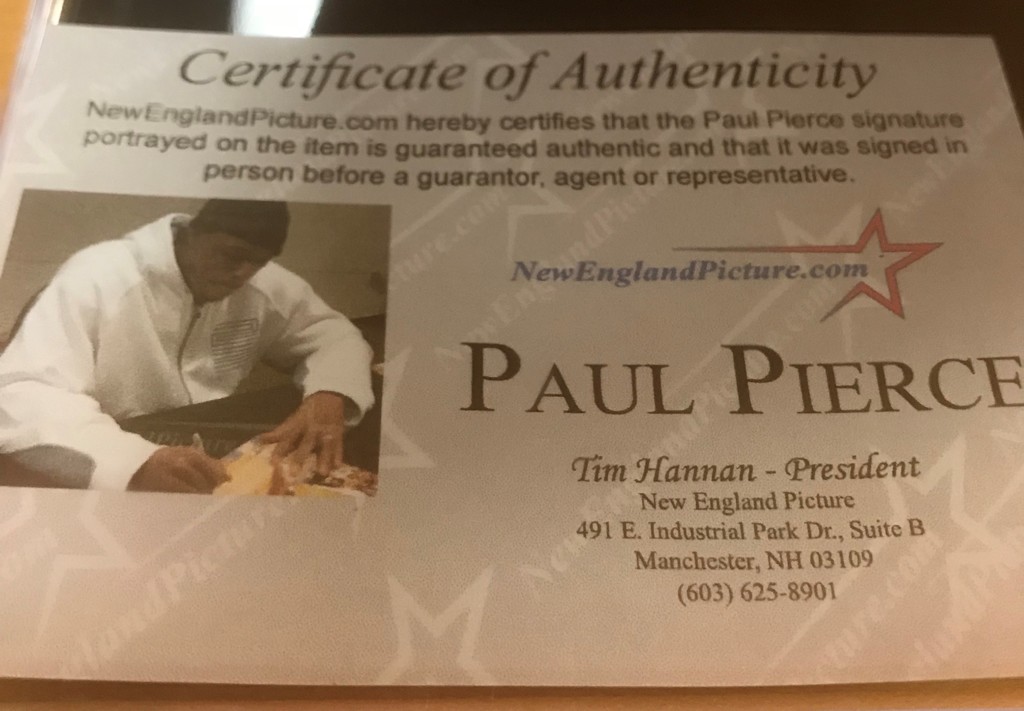 Certificate of Authenticity
NewEnglandPicture.com hereby certifies that the Paul Pierce signature
portrayed on the item is guaranteed authentic and that it was signed in
person before a guarantor, agent or representative.
NewEnglandPicture.com
PAUL PIERCE
Tim Hannan - President
New England Picture
491 E. Industrial Park Dr., Suite B
Manchester, NH 03109
(603) 625-8901